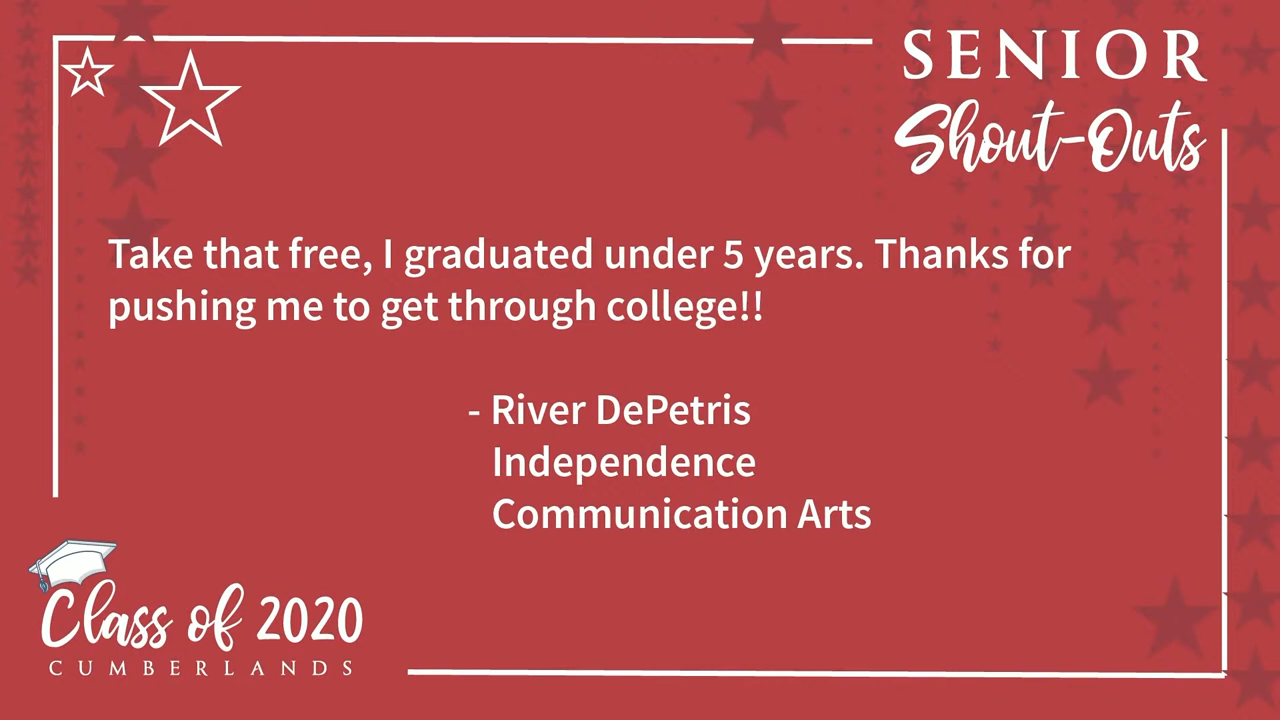 SENIOR
Shout-Outs
Take that free, I graduated under 5 years. Thanks for
pushing me to get through college!!
- River DePetris
Independence
Communication Arts
Class of 2020
CUMBERLANDS